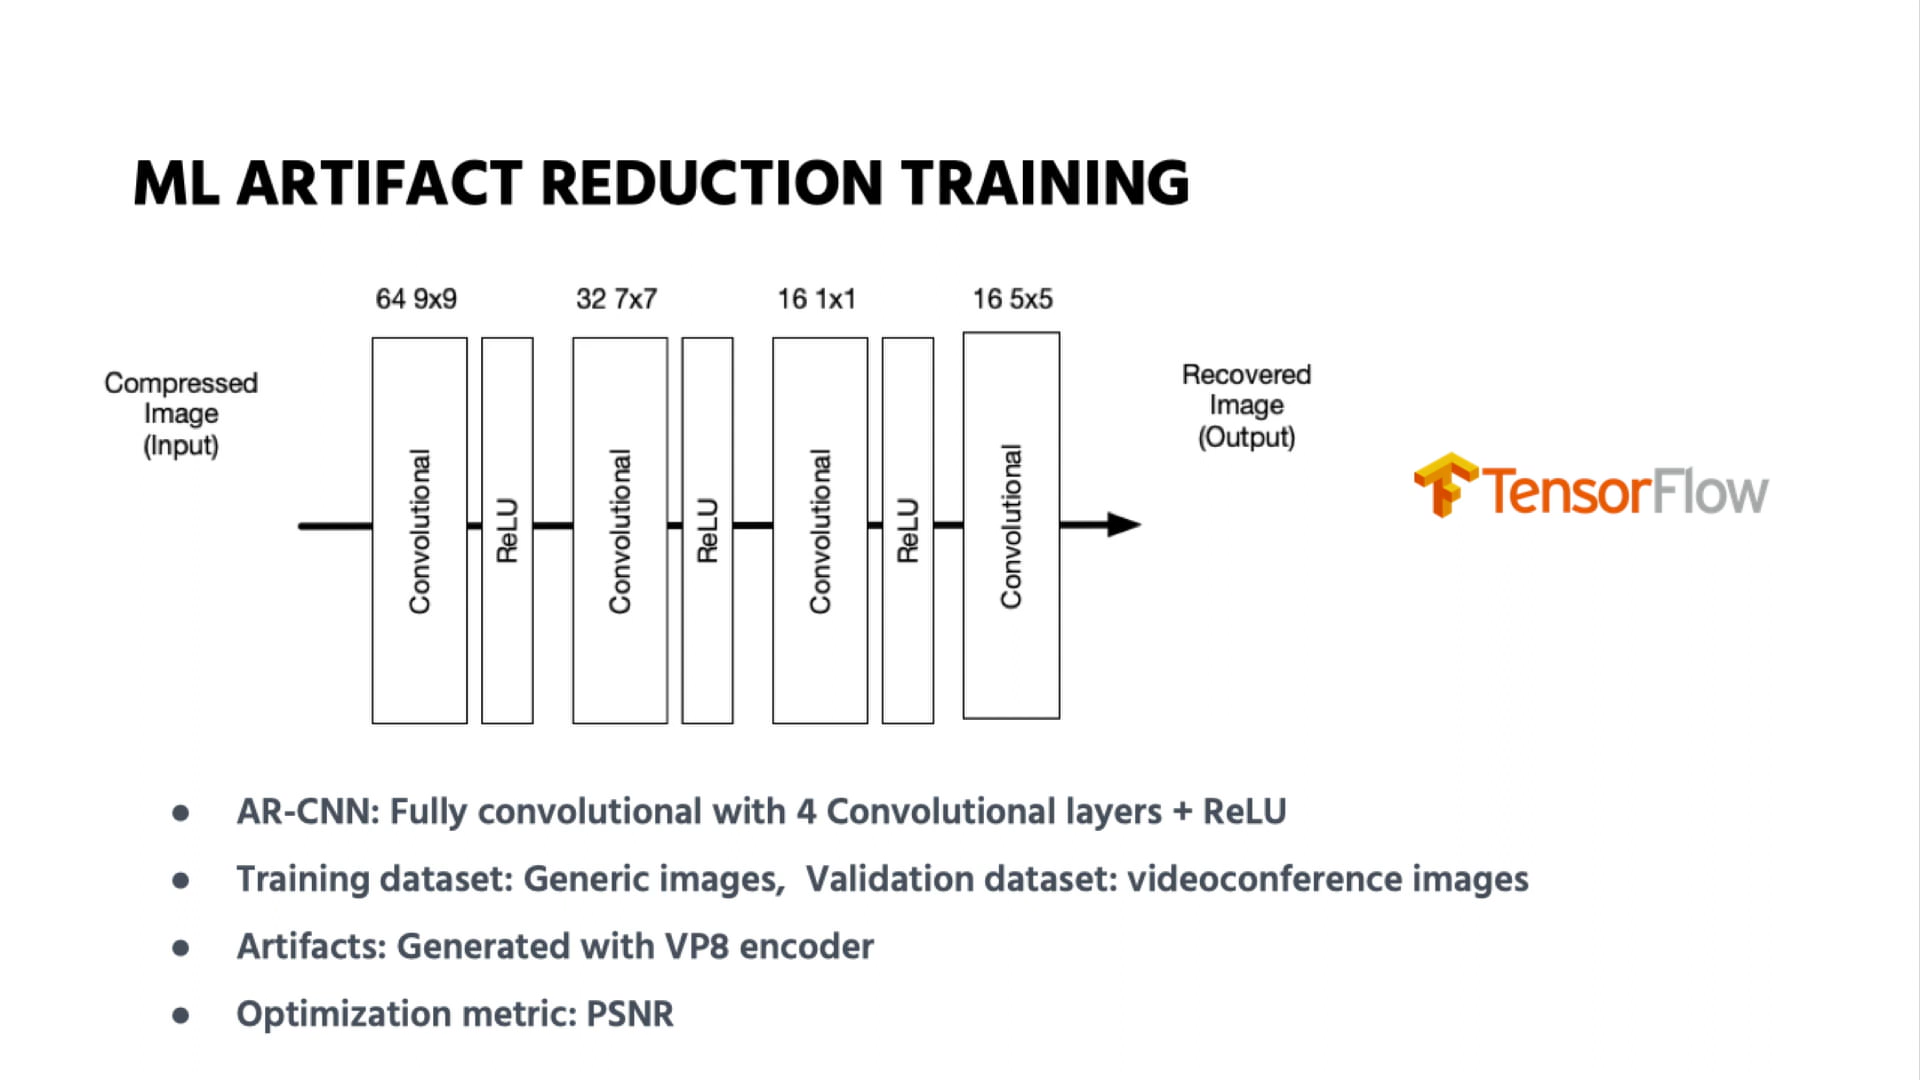 ML ARTIFACT REDUCTION TRAINING
64 9x9
32 7x7
16 1x1
16 5x5
Compressed
Image
(Input)
Convolutional
ReLU
Convolutional
ReLU
Convolutional
ReLU
Convolutional
Recovered
Image
(Output)
TensorFlow
● AR-CNN: Fully convolutional with 4 Convolutional layers + ReLU
● Training dataset: Generic images,  Validation dataset: videoconference images
● Artifacts: Generated with VP8 encoder
● Optimization metric: PSNR